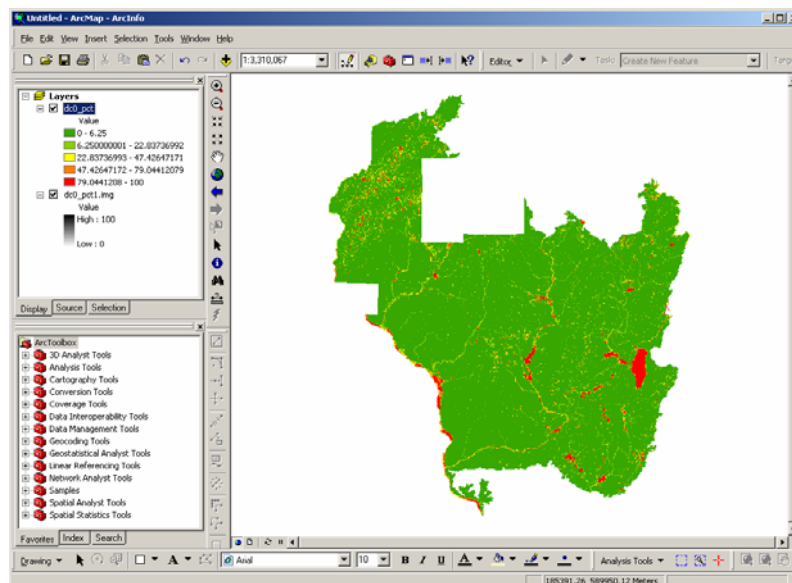 Untitled - ArcMap - ArcInfo
File Edit View Insert Selection Tools Window Help
1:3,310,067 Editor Task: Create New Feature Targe
Layers
dc0_pct
Value
0 - 6.25
6.250000001 - 22.83736992
22.83736993 - 47.42647171
47.42647172 - 79.04412079
79.0441208 - 100
dc0_pct1.img
Value
High : 100
Low : 0
Display Source Selection
ArcToolbox
3D Analyst Tools
Analysis Tools
Cartography Tools
Conversion Tools
Coverage Tools
Data Interoperability Tools
Data Management Tools
Geocoding Tools
Geostatistical Analyst Tools
Linear Referencing Tools
Network Analyst Tools
Samples
Spatial Analyst Tools
Spatial Statistics Tools
Favorites Index Search
Drawing A Arial 10 B I U A Analysis Tools
185391.26 589950.12 Meters